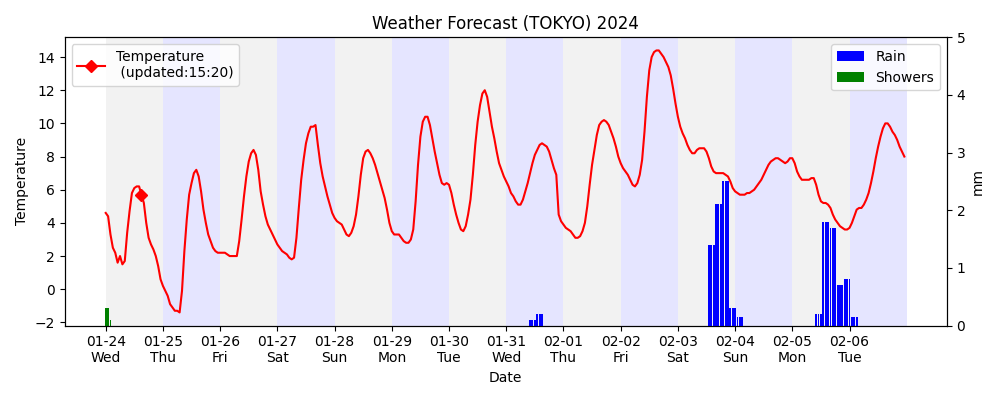 Weather Forecast (TOKYO) 2024
Temperature
(updated:15:20)
Rain
Showers
Temperature
14
12
10
8
6
4
2
0
−2
5
4
3
2
1
0
mm
01-24 01-25 01-26 01-27 01-28 01-29 01-30 01-31 02-01 02-02 02-03 02-04 02-05 02-06
Wed Thu Fri Sat Sun Mon Tue Wed Thu Fri Sat Sun Mon Tue
Date